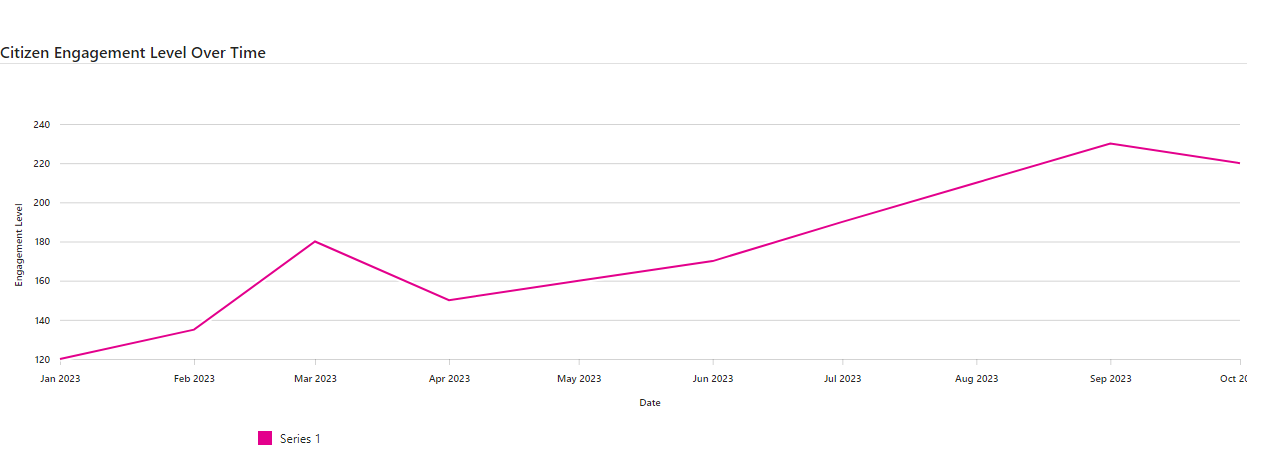 Citizen Engagement Level Over Time
240
220
200
180
160
140
120
Engagement Level
Jan 2023 Feb 2023 Mar 2023 Apr 2023 May 2023 Jun 2023 Jul 2023 Aug 2023 Sep 2023 Oct
Date
Series 1